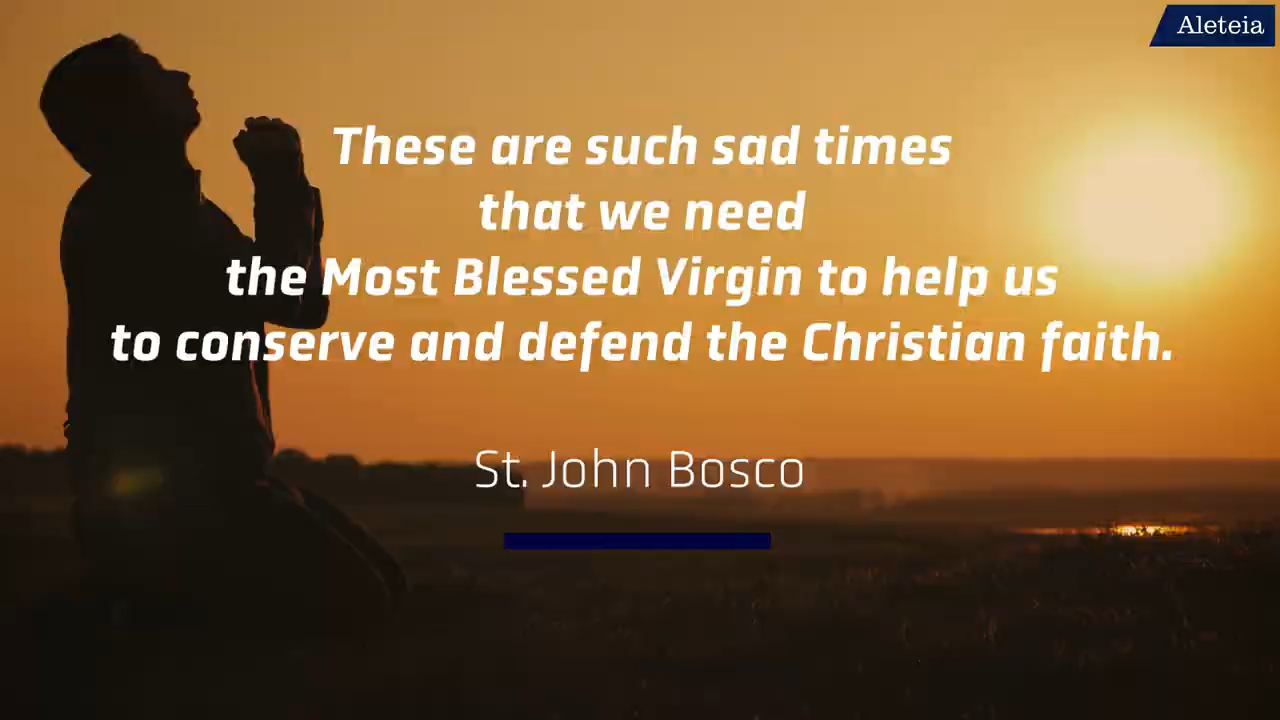 Aleteia
These are such sad times
that we need
the Most Blessed Virgin to help us
to conserve and defend the Christian faith.
St. John Bosco